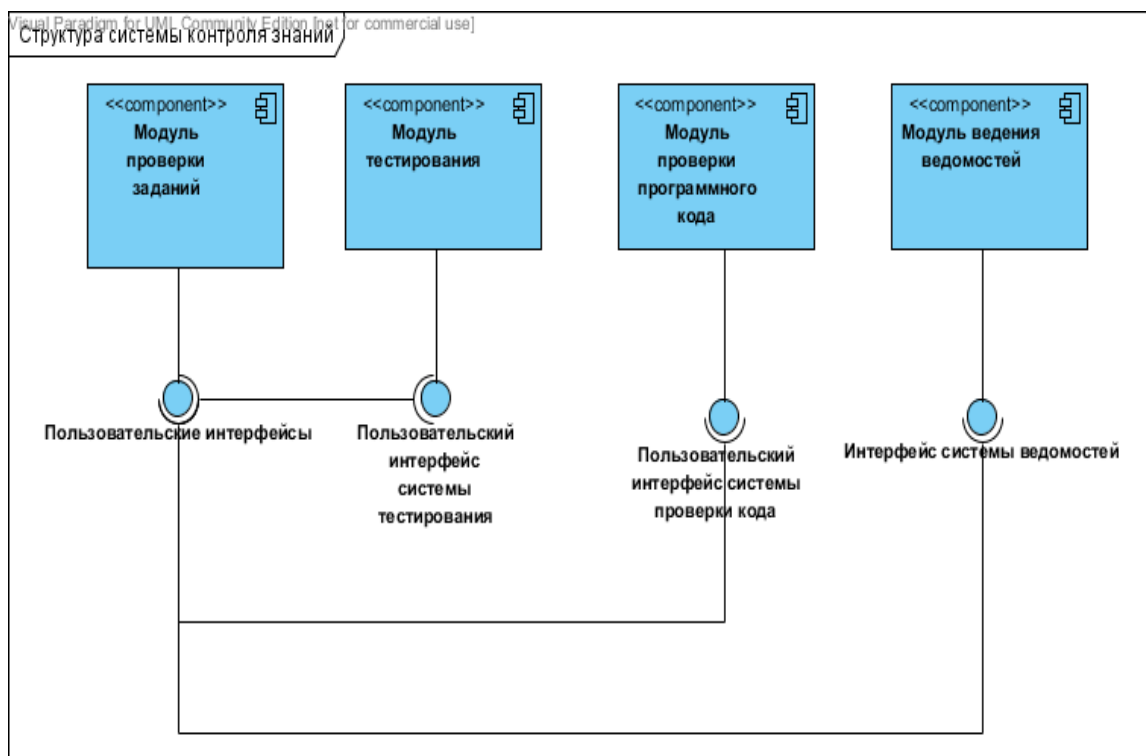 Visual Paradigm for UML Community Edition [not for commercial use]
Структура системы контроля знаний
<<component>>
Модуль
проверки
заданий
<<component>>
Модуль
тестирования
<<component>>
Модуль
проверки
программного
кода
<<component>>
Модуль ведения
ведомостей
Пользовательские интерфейсы
Пользовательский
интерфейс
системы
тестирования
Пользовательский
интерфейс системы
проверки кода
Интерфейс системы ведомостей